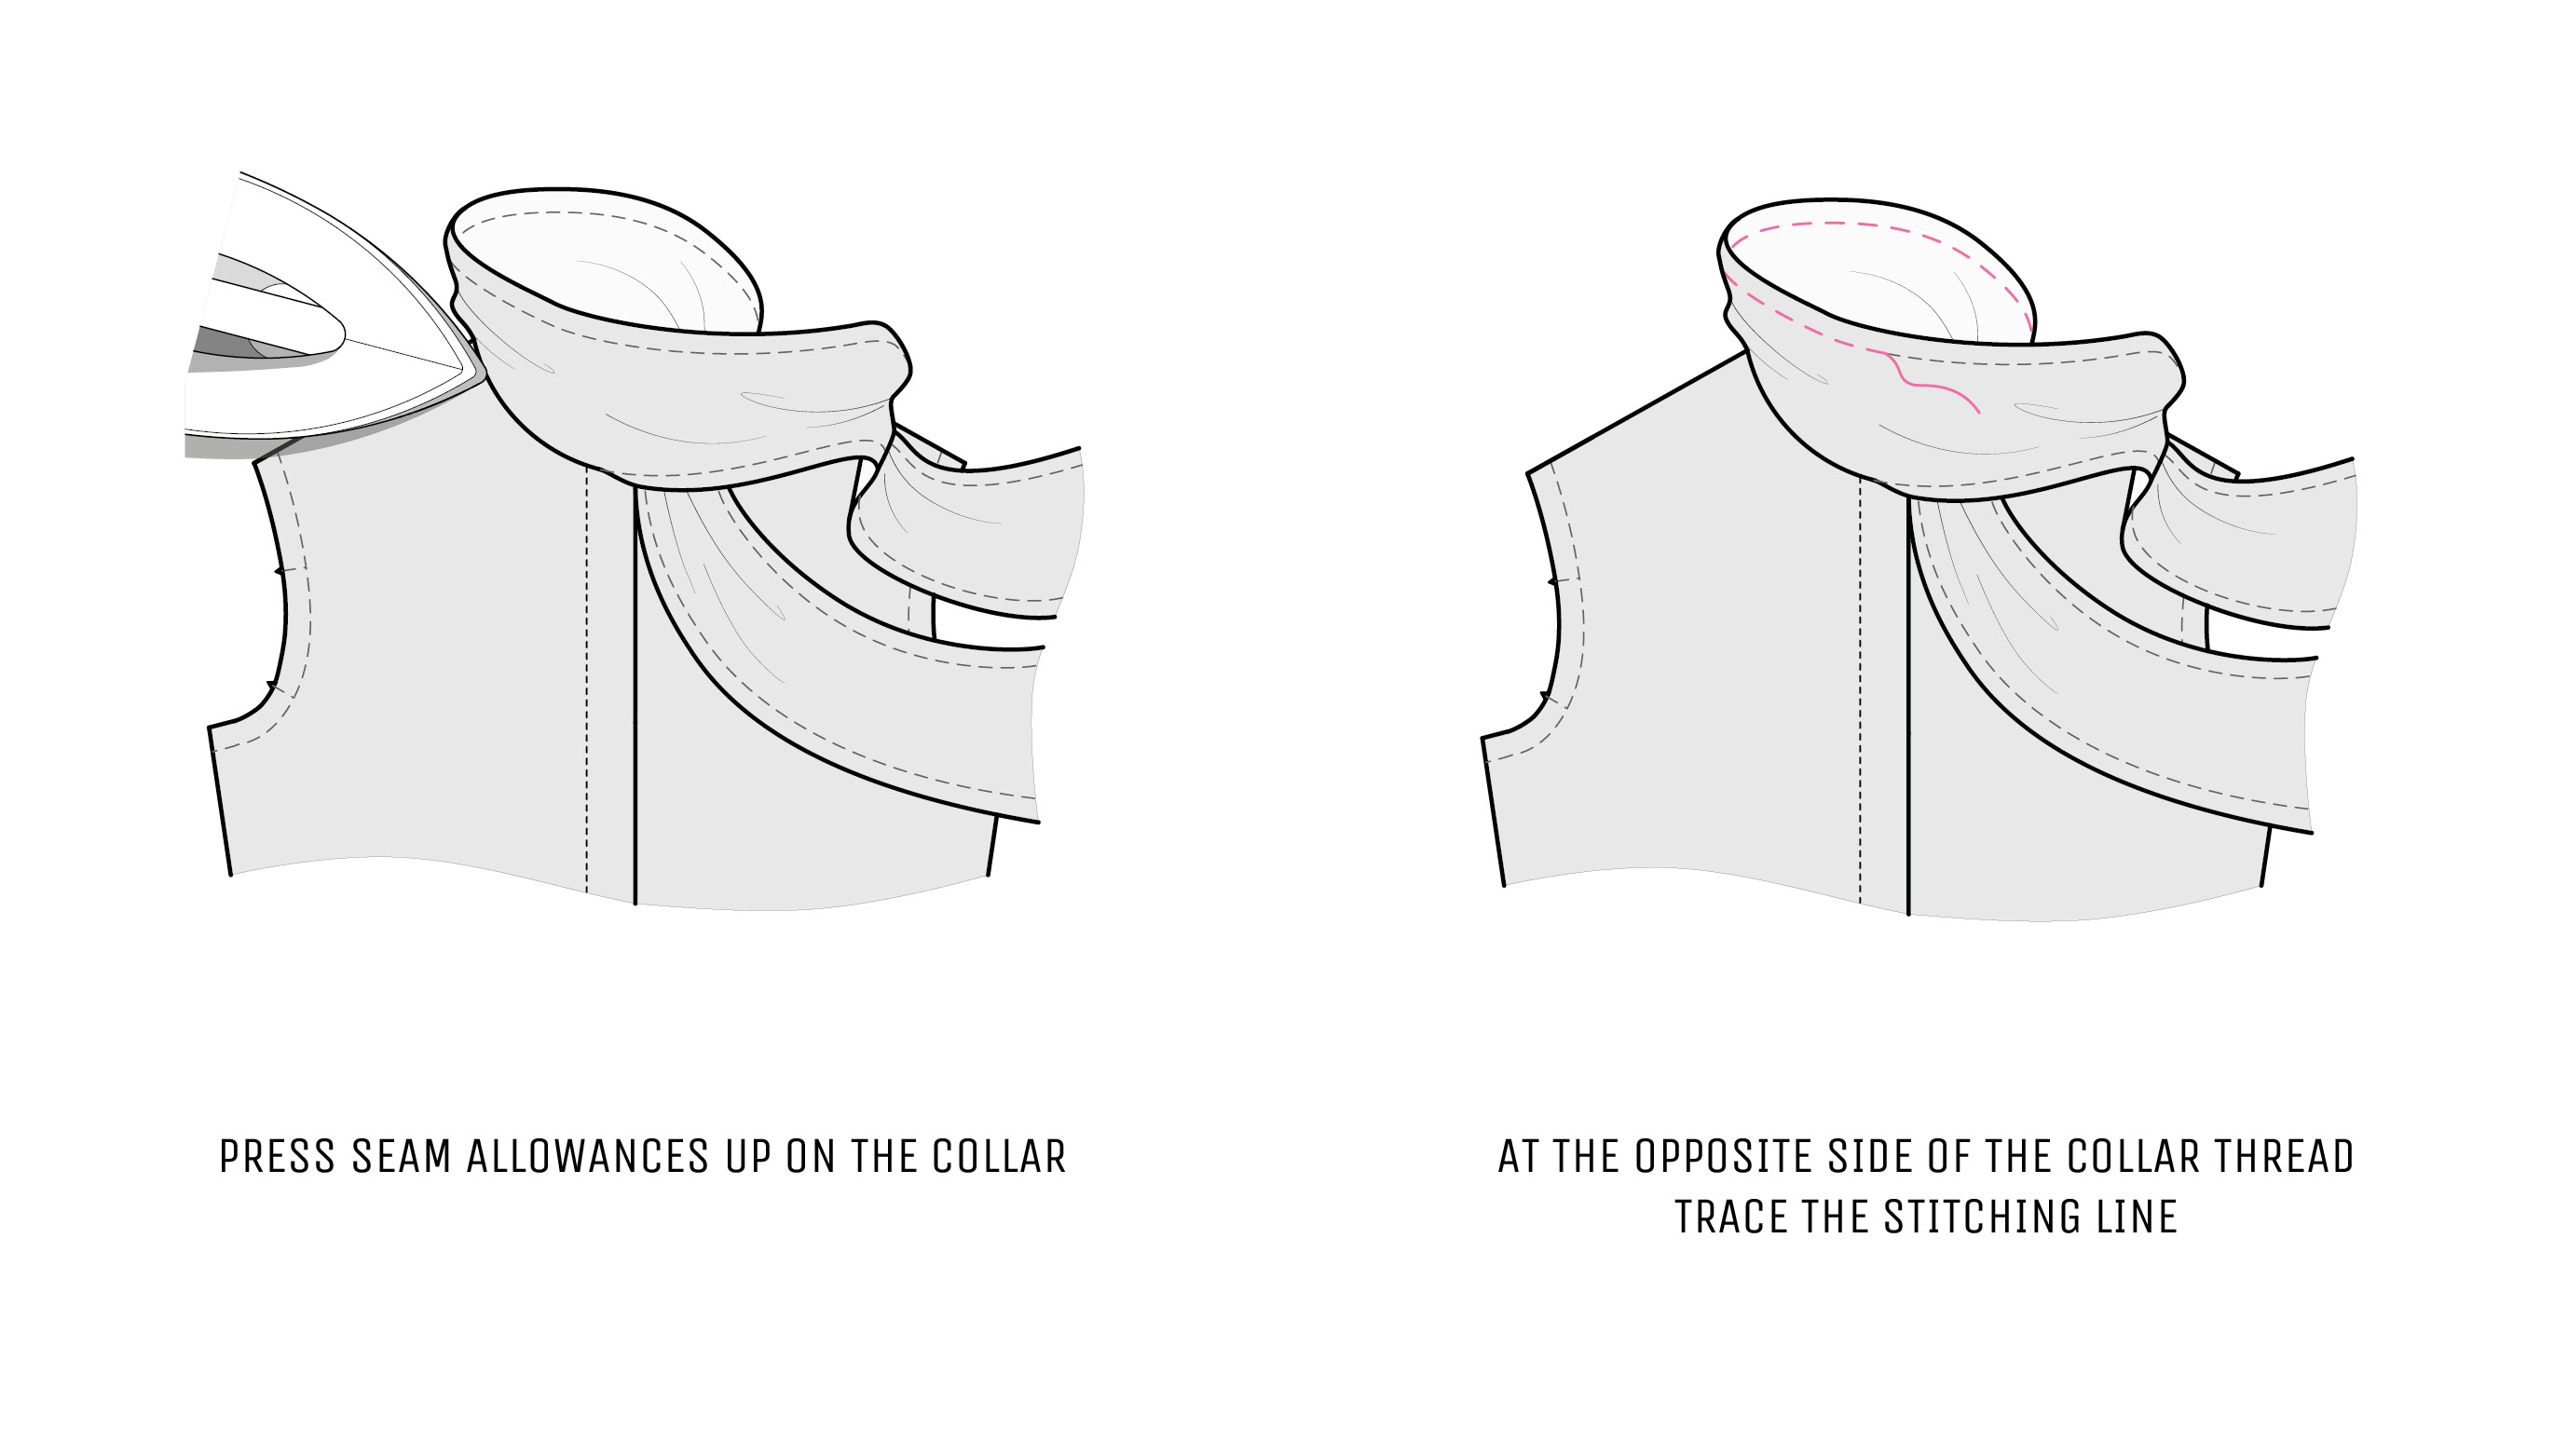 PRESS SEAM ALLOWANCES UP ON THE COLLAR
AT THE OPPOSITE SIDE OF THE COLLAR THREAD
TRACE THE STITCHING LINE